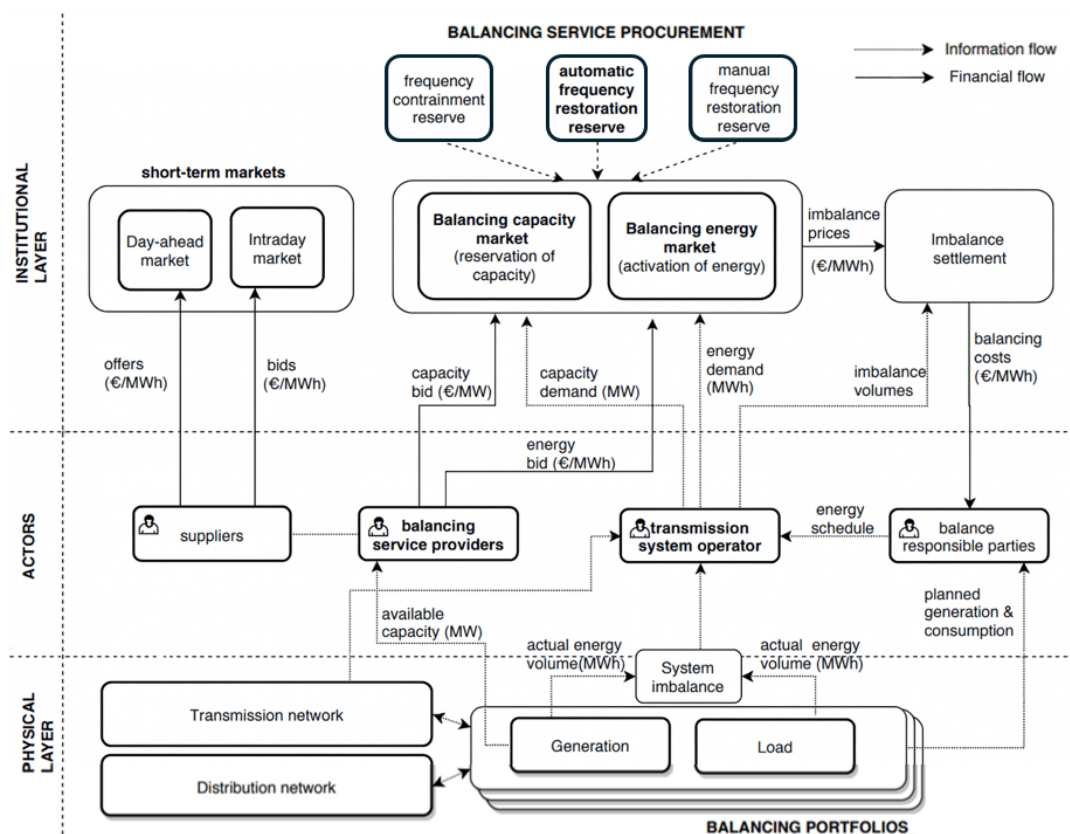 BALANCING SERVICE PROCUREMENT
Information flow
Financial flow
frequency
contrainment
reserve
automatic
frequency
restoration
reserve
manual
frequency
restoration
reserve
INSTITUTIONAL
LAYER
short-term markets
Day-ahead
market
Intraday
market
Balancing capacity
market
(reservation of
capacity)
Balancing energy
market
(activation of energy)
imbalance
prices
(€/MWh)
Imbalance
settlement
offers
(€/MWh)
bids
(€/MWh)
capacity
bid (€/MW)
capacity
demand (MW)
energy
demand
(MWh)
imbalance
volumes
balancing
costs
(€/MWh)
energy
bid (€/MWh)
ACTORS
suppliers
balancing
service providers
transmission
system operator
energy
schedule
balance
responsible parties
available
capacity (MW)
planned
generation &
consumption
actual energy
volume(MWh)
System
imbalance
actual energy
volume (MWh)
PHYSICAL
LAYER
Transmission network
Distribution network
Generation
Load
BALANCING PORTFOLIOS